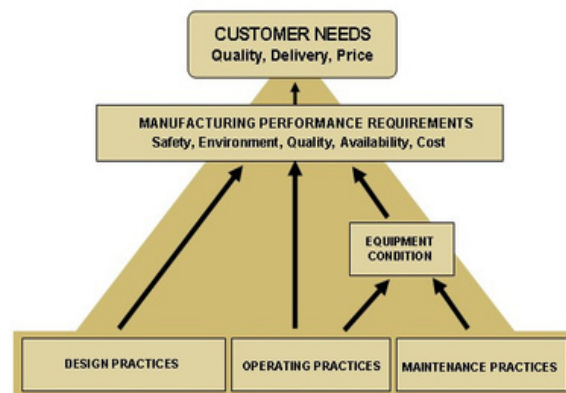 CUSTOMER NEEDS
Quality, Delivery, Price
MANUFACTURING PERFORMANCE REQUIREMENTS
Safety, Environment, Quality, Availability, Cost
EQUIPMENT
CONDITION
DESIGN PRACTICES
OPERATING PRACTICES
MAINTENANCE PRACTICES